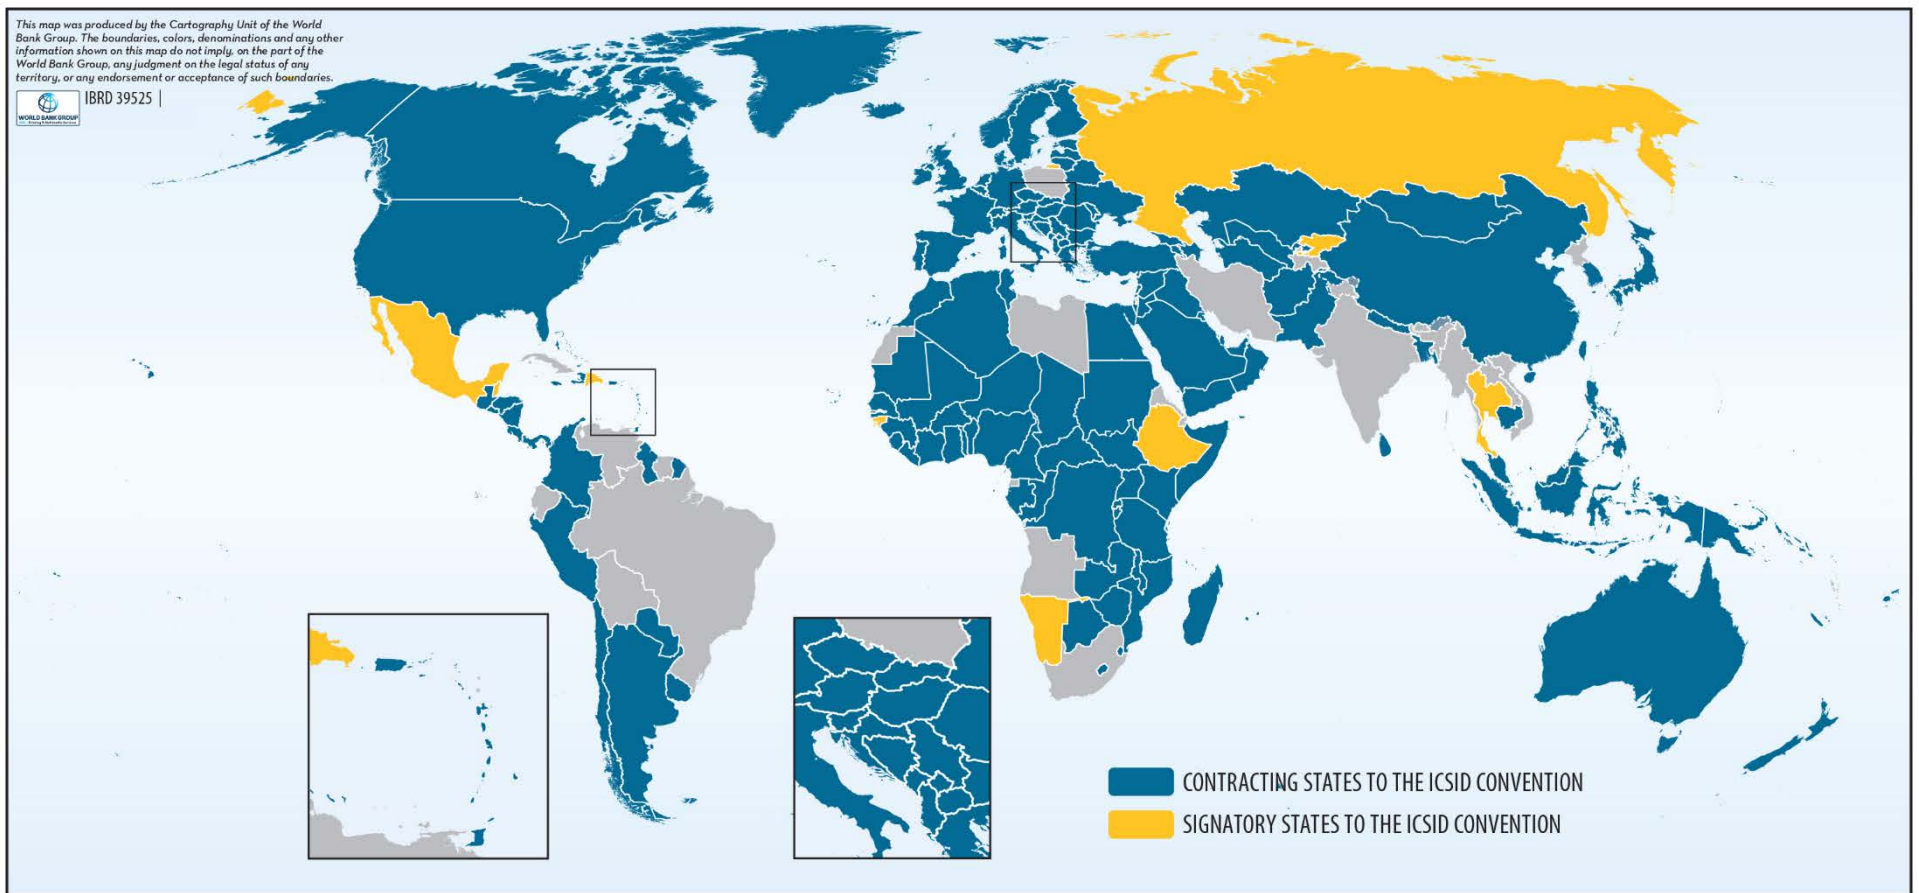 This map was produced by the Cartography Unit of the World
Bank Group. The boundaries, colors, denominations and any other
information shown on this map do not imply, on the part of the
World Bank Group, any judgment on the legal status of any
territory, or any endorsement or acceptance of such boundaries.
IBRD 39525 |
WORLD BANK GROUP
CONTRACTING STATES TO THE ICSID CONVENTION
SIGNATORY STATES TO THE ICSID CONVENTION